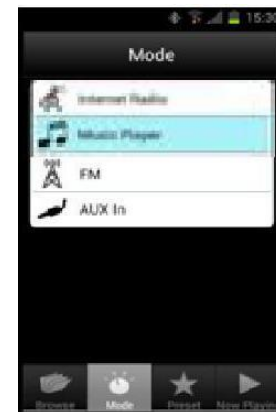 15:30
Mode
Internet Radio
Music Player
FM
AUX In
Browse Mode Preset Now Playing